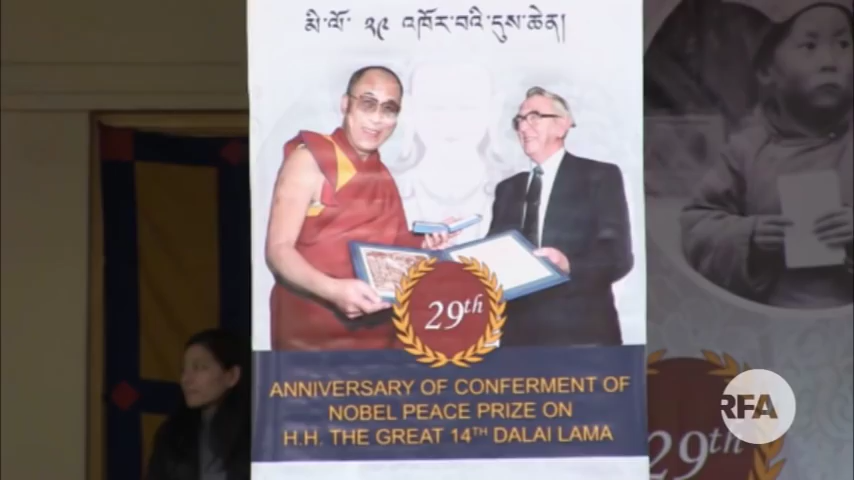 མི་ལོ་ ༢༩ འཁོར་བའི་དུས་ཆེན།
29th
ANNIVERSARY OF CONFERMENT OF
NOBEL PEACE PRIZE ON
H.H. THE GREAT 14TH DALAI LAMA
29th
RFA